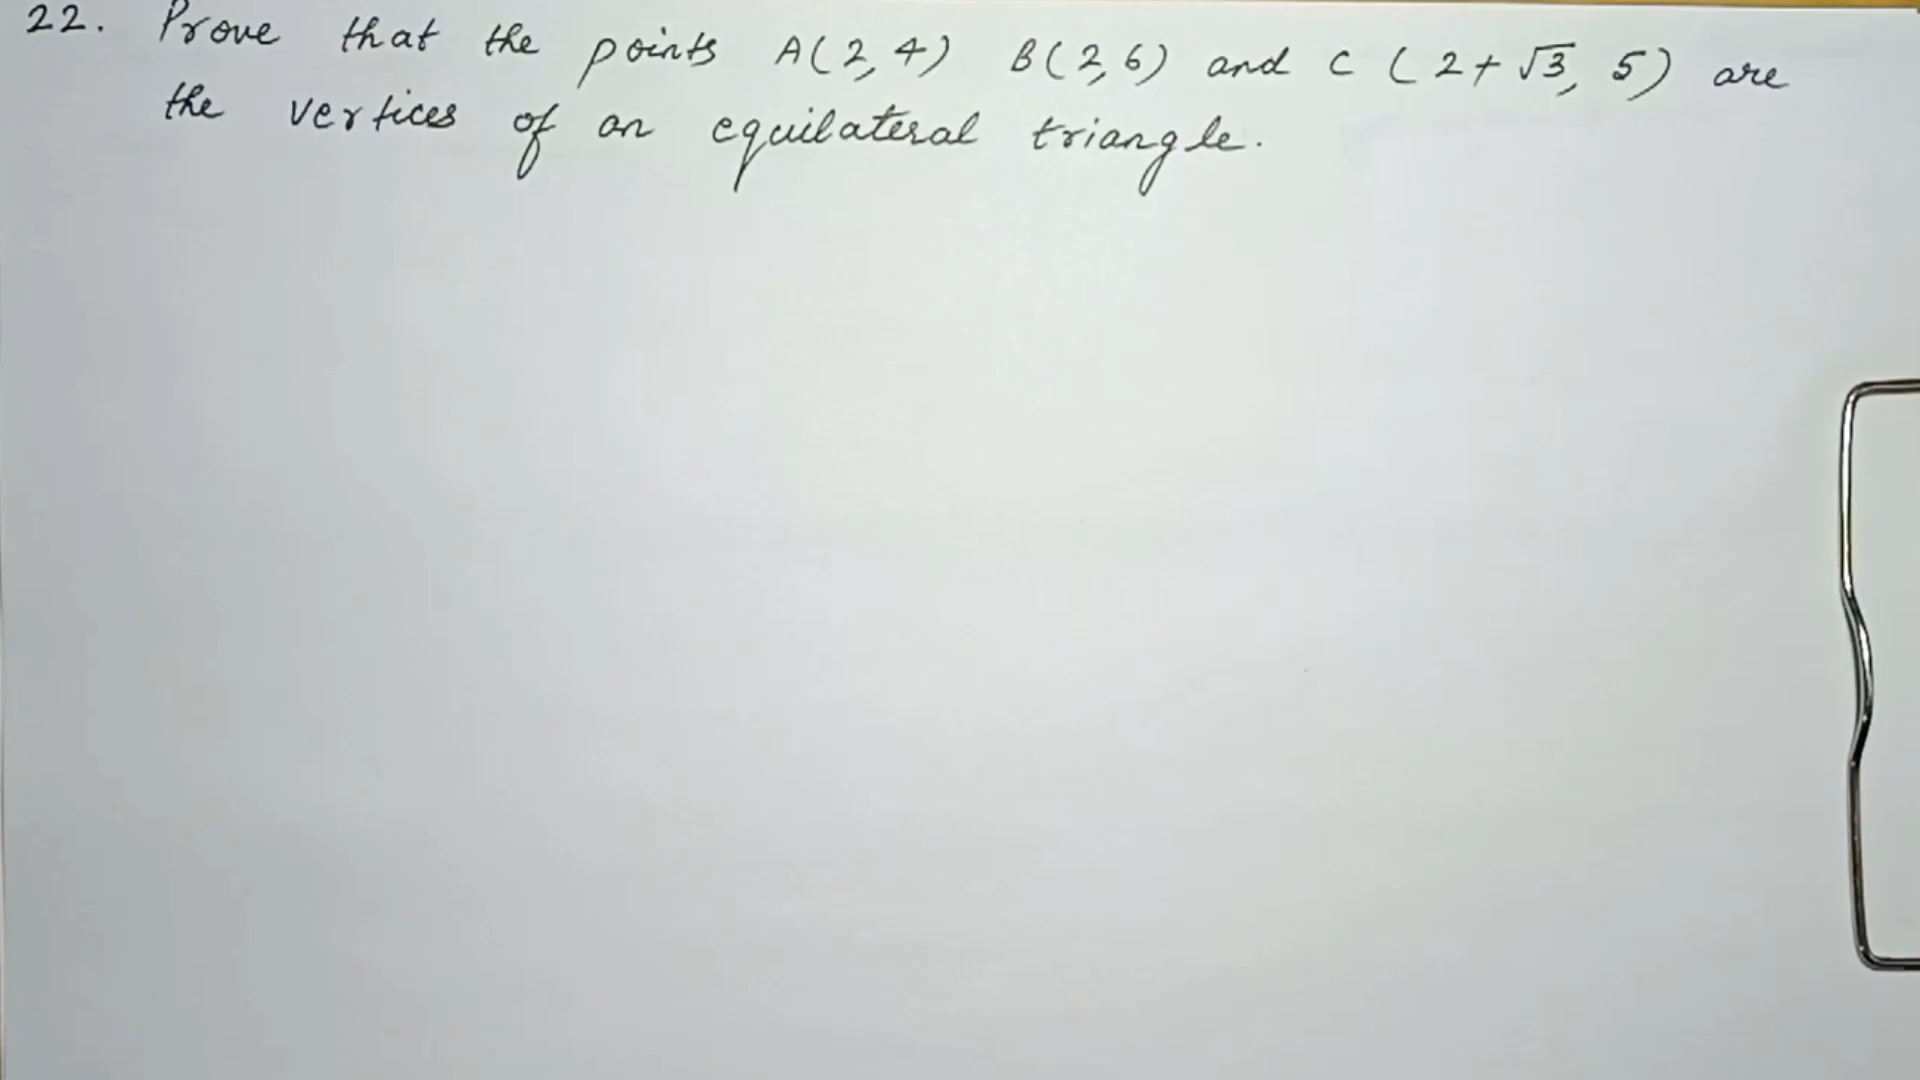 22. Prove that the points A(2,4) B(2,6) and C (2+√3, 5) are
the vertices of an equilateral triangle.